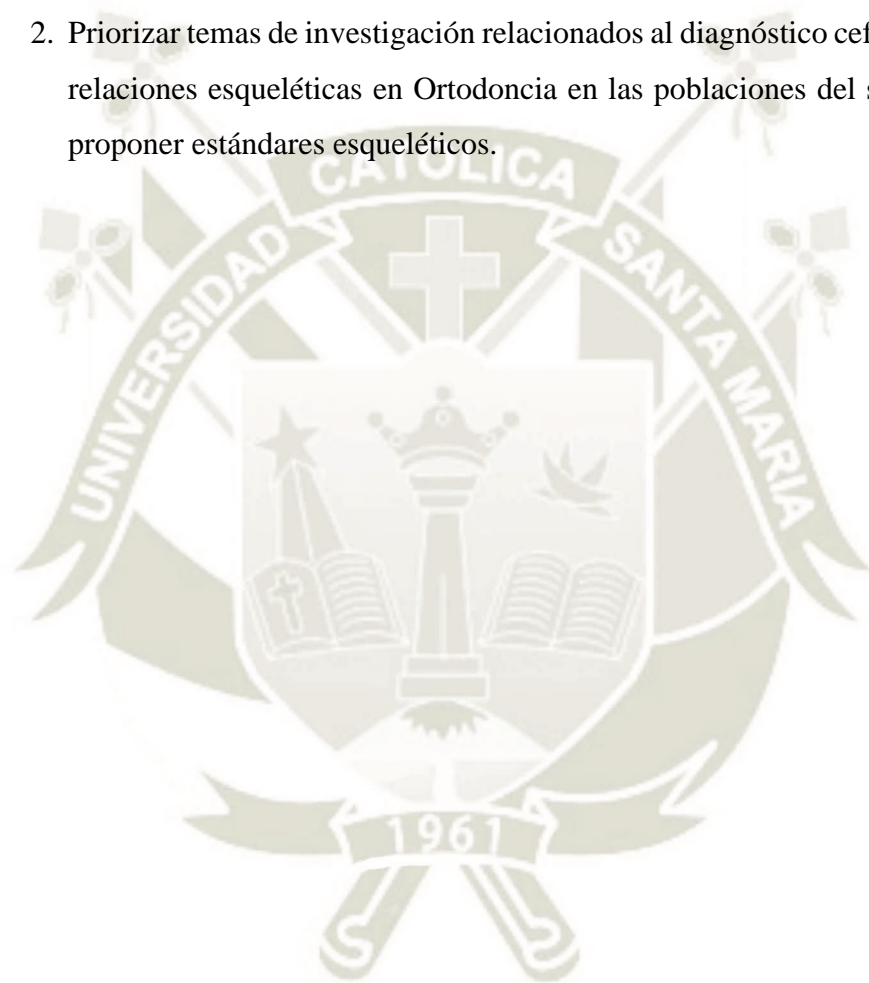 2. Priorizar temas de investigación relacionados al diagnóstico
relaciones esqueléticas en Ortodoncia en las poblaciones del
proponer estándares esqueléticos.
CATOLICA
UNIVERSIDAD
SANTA MARIA
1961